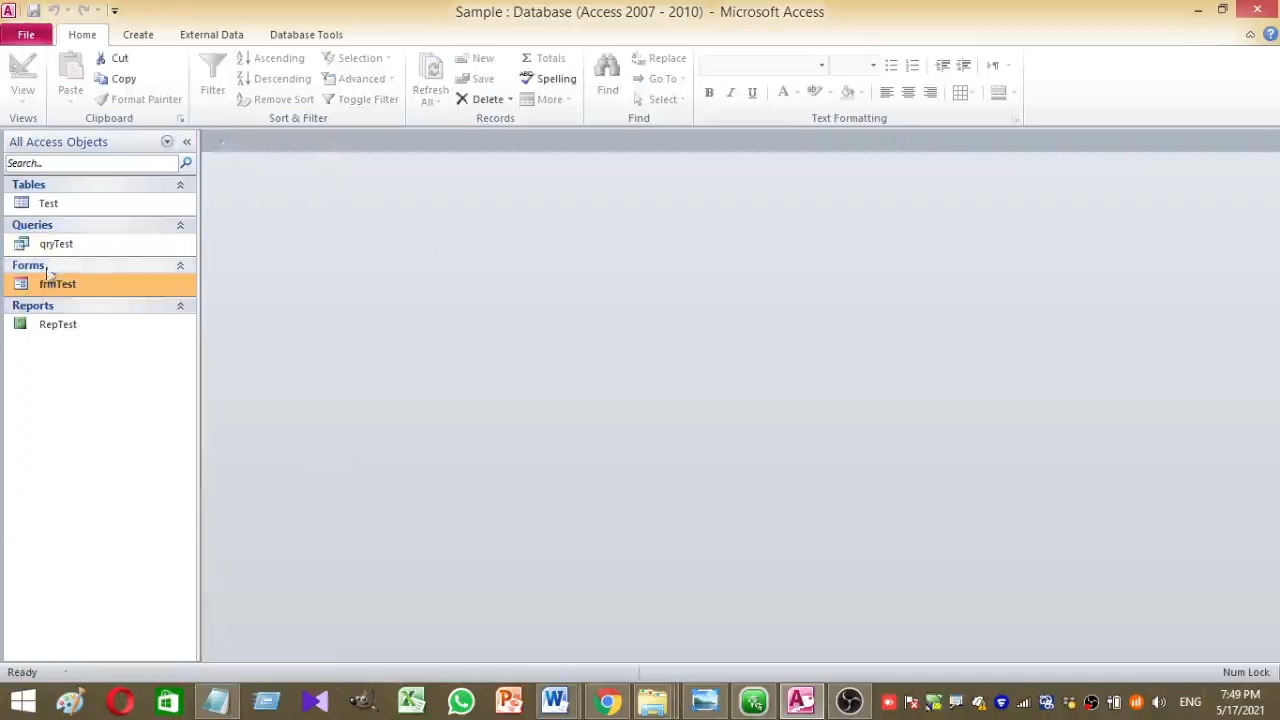 Sample : Database (Access 2007 - 2010) - Microsoft Access
File Home Create External Data Database Tools
View
Views
Paste
Cut
Copy
Format Painter
Clipboard
Filter
Ascending
Descending
Remove Sort
Selection
Advanced
Toggle Filter
Sort & Filter
Refresh
All
New
Save
Delete
Totals
Spelling
More
Records
Find
Replace
Go To
Select
Find
B I U A
Text Formatting
All Access Objects
Search...
Tables
Test
Queries
qryTest
Forms
frmTest
Reports
RepTest
Ready
Num Lock
ENG
7:49 PM
5/17/2021